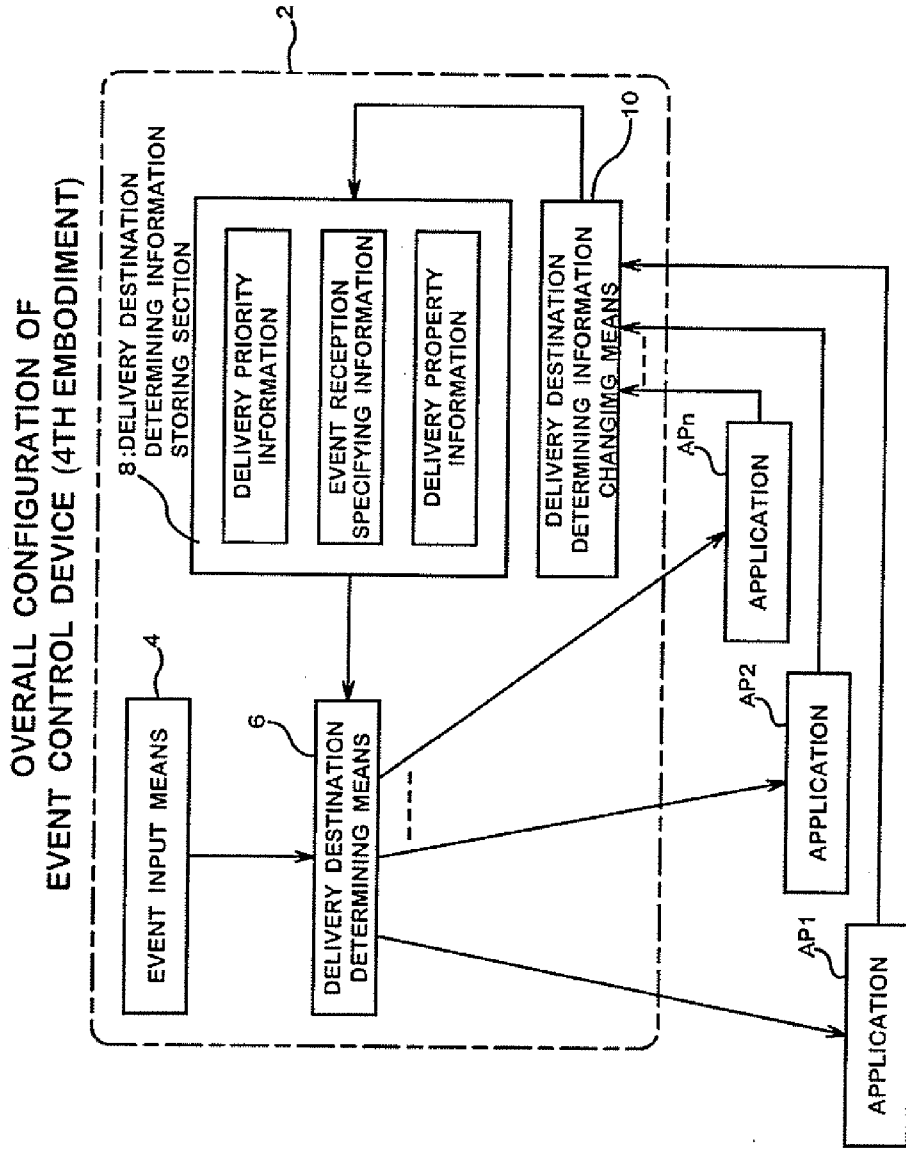 OVERALL CONFIGURATION OF
EVENT CONTROL DEVICE (4TH EMBODIMENT)
2
4
EVENT INPUT MEANS
6
DELIVERY DESTINATION
DETERMINING MEANS
8:DELIVERY DESTINATION
DETERMINING INFORMATION
STORING SECTION
DELIVERY PRIORITY
INFORMATION
EVENT RECEPTION
SPECIFYING INFORMATION
DELIVERY PROPERTY
INFORMATION
10
DELIVERY DESTINATION
DETERMINING INFORMATION
CHANGIMG MEANS
AP1
APPLICATION
AP2
APPLICATION
APn
APPLICATION